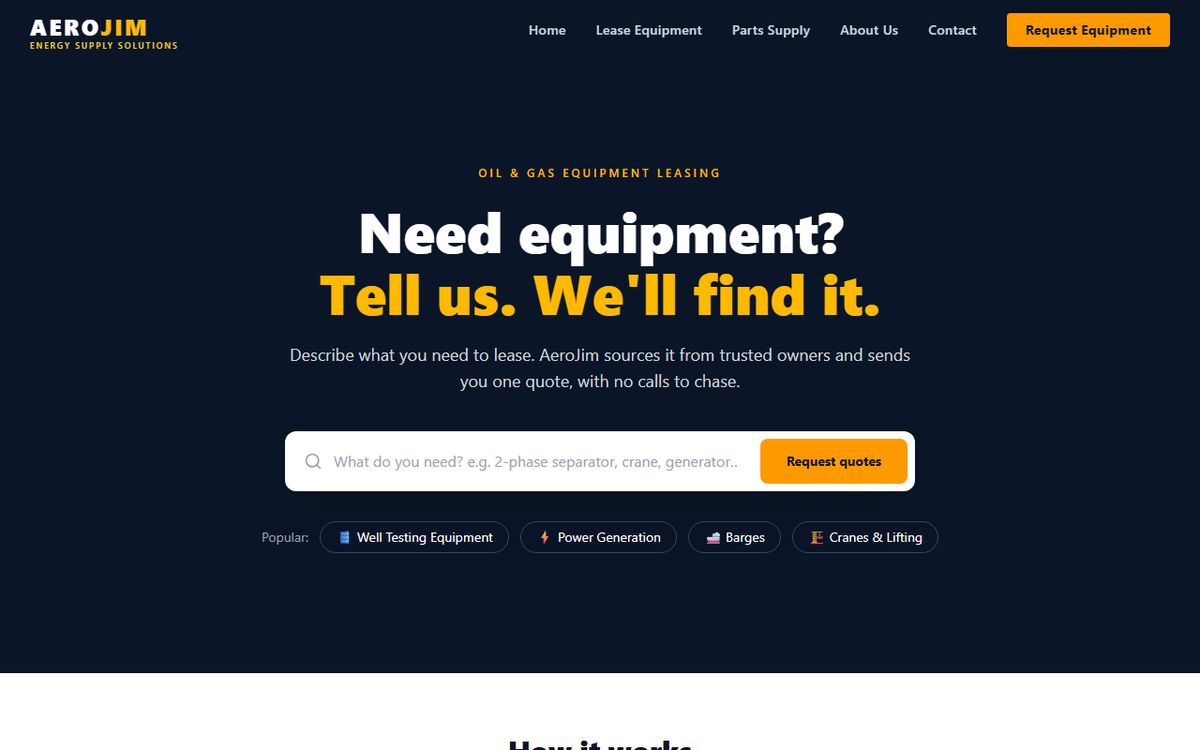 AEROJIM
ENERGY SUPPLY SOLUTIONS
Home
Lease Equipment
Parts Supply
About Us
Contact
Request Equipment
OIL & GAS EQUIPMENT LEASING
Need equipment?
Tell us. We'll find it.
Describe what you need to lease. AeroJim sources it from trusted owners and sends
you one quote, with no calls to chase.
What do you need? e.g. 2-phase separator, crane, generator..
Request quotes
Popular:
Well Testing Equipment
Power Generation
Barges
Cranes & Lifting
How it works